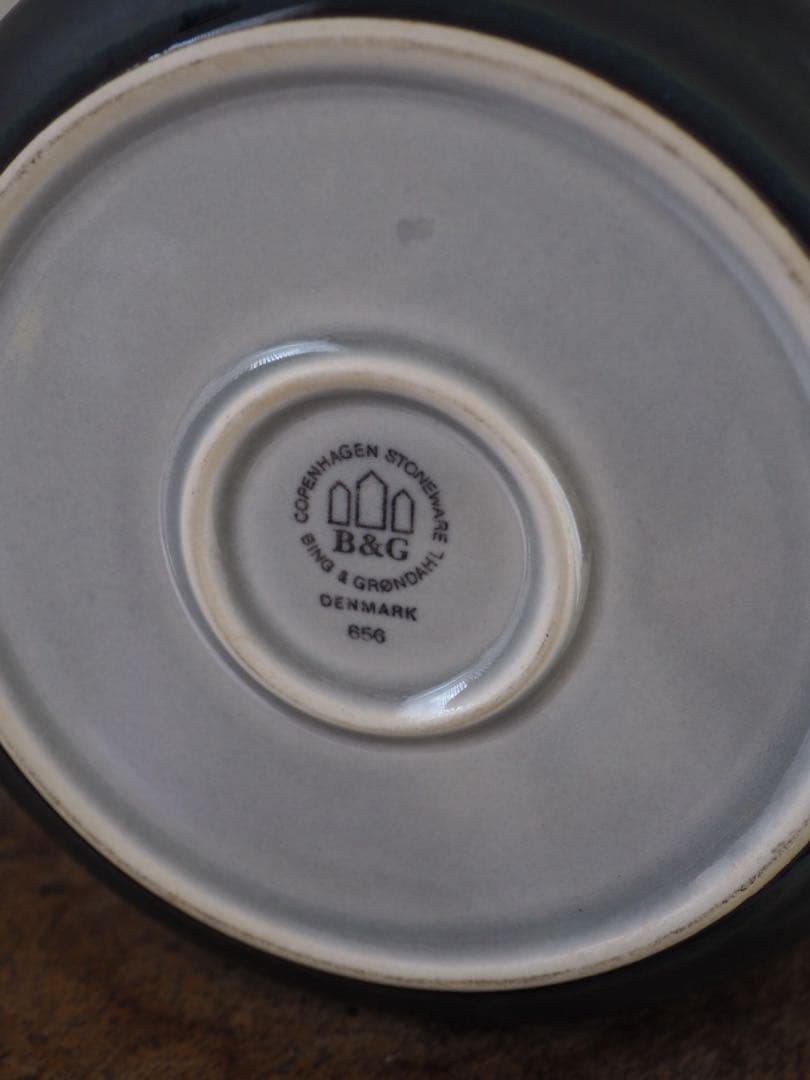 COPENHAGEN STONEWARE
B&G
BING & GRØNDAHL
DENMARK
656